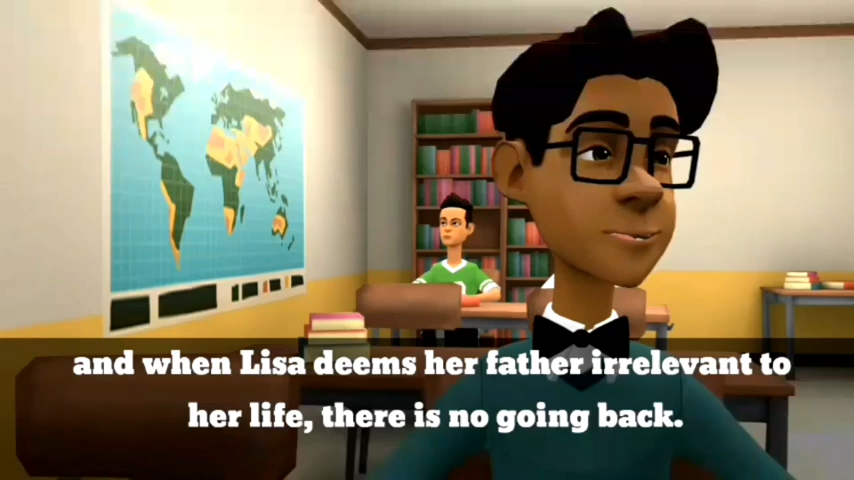 and when Lisa deems her father irrelevant to
her life, there is no going back.